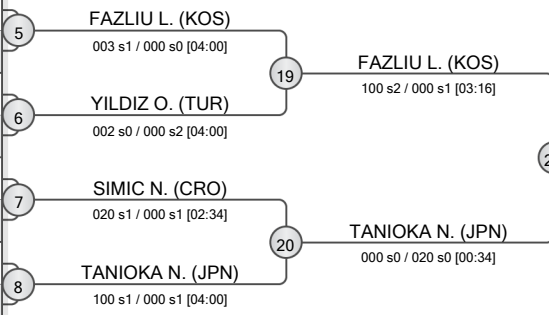 5
FAZLIU L. (KOS)
003 s1 / 000 s0 [04:00]
19
FAZLIU L. (KOS)
100 s2 / 000 s1 [03:16]
6
YILDIZ O. (TUR)
002 s0 / 000 s2 [04:00]
7
SIMIC N. (CRO)
020 s1 / 000 s1 [02:34]
20
TANIOKA N. (JPN)
000 s0 / 020 s0 [00:34]
8
TANIOKA N. (JPN)
100 s1 / 000 s1 [04:00]